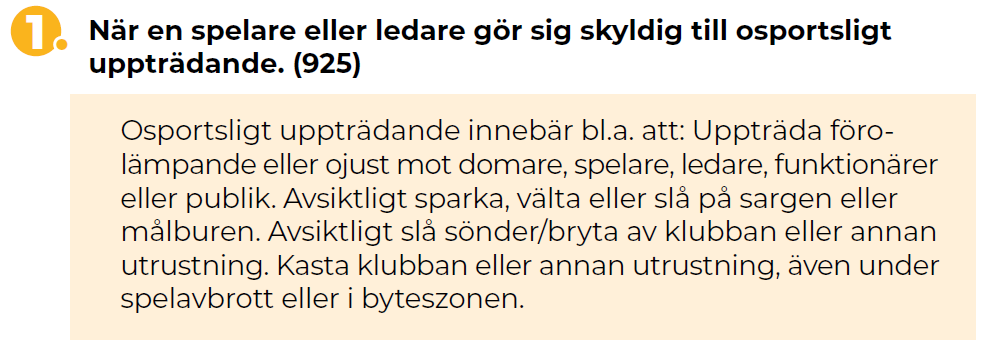 1. När en spelare eller ledare gör sig skyldig till osportsligt
uppträdande. (925)
Osportsligt uppträdande innebär bl.a. att: Uppträda föro-
lämpande eller ojust mot domare, spelare, ledare, funktionärer
eller publik. Avsiktligt sparka, välta eller slå på sargen eller
målburen. Avsiktligt slå sönder/bryta av klubban eller annan
utrustning. Kasta klubban eller annan utrustning, även under
spelavbrott eller i byteszonen.